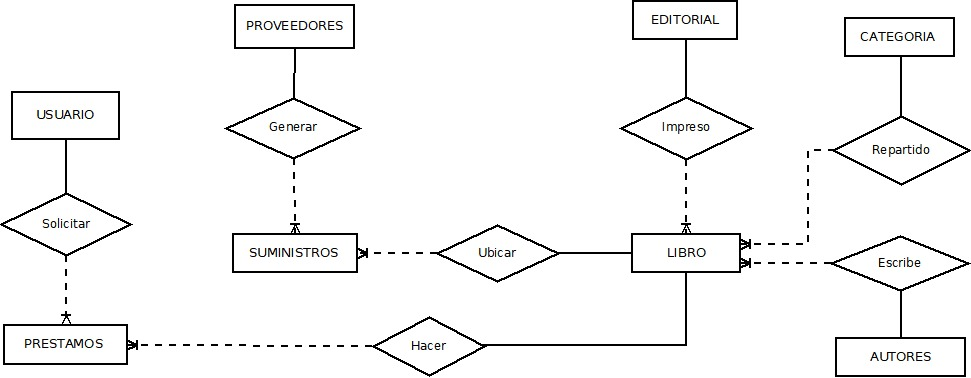 PROVEEDORES
EDITORIAL
CATEGORIA
USUARIO
Generar
Impreso
Repartido
Solicitar
SUMINISTROS
Ubicar
LIBRO
Escribe
PRESTAMOS
Hacer
AUTORES